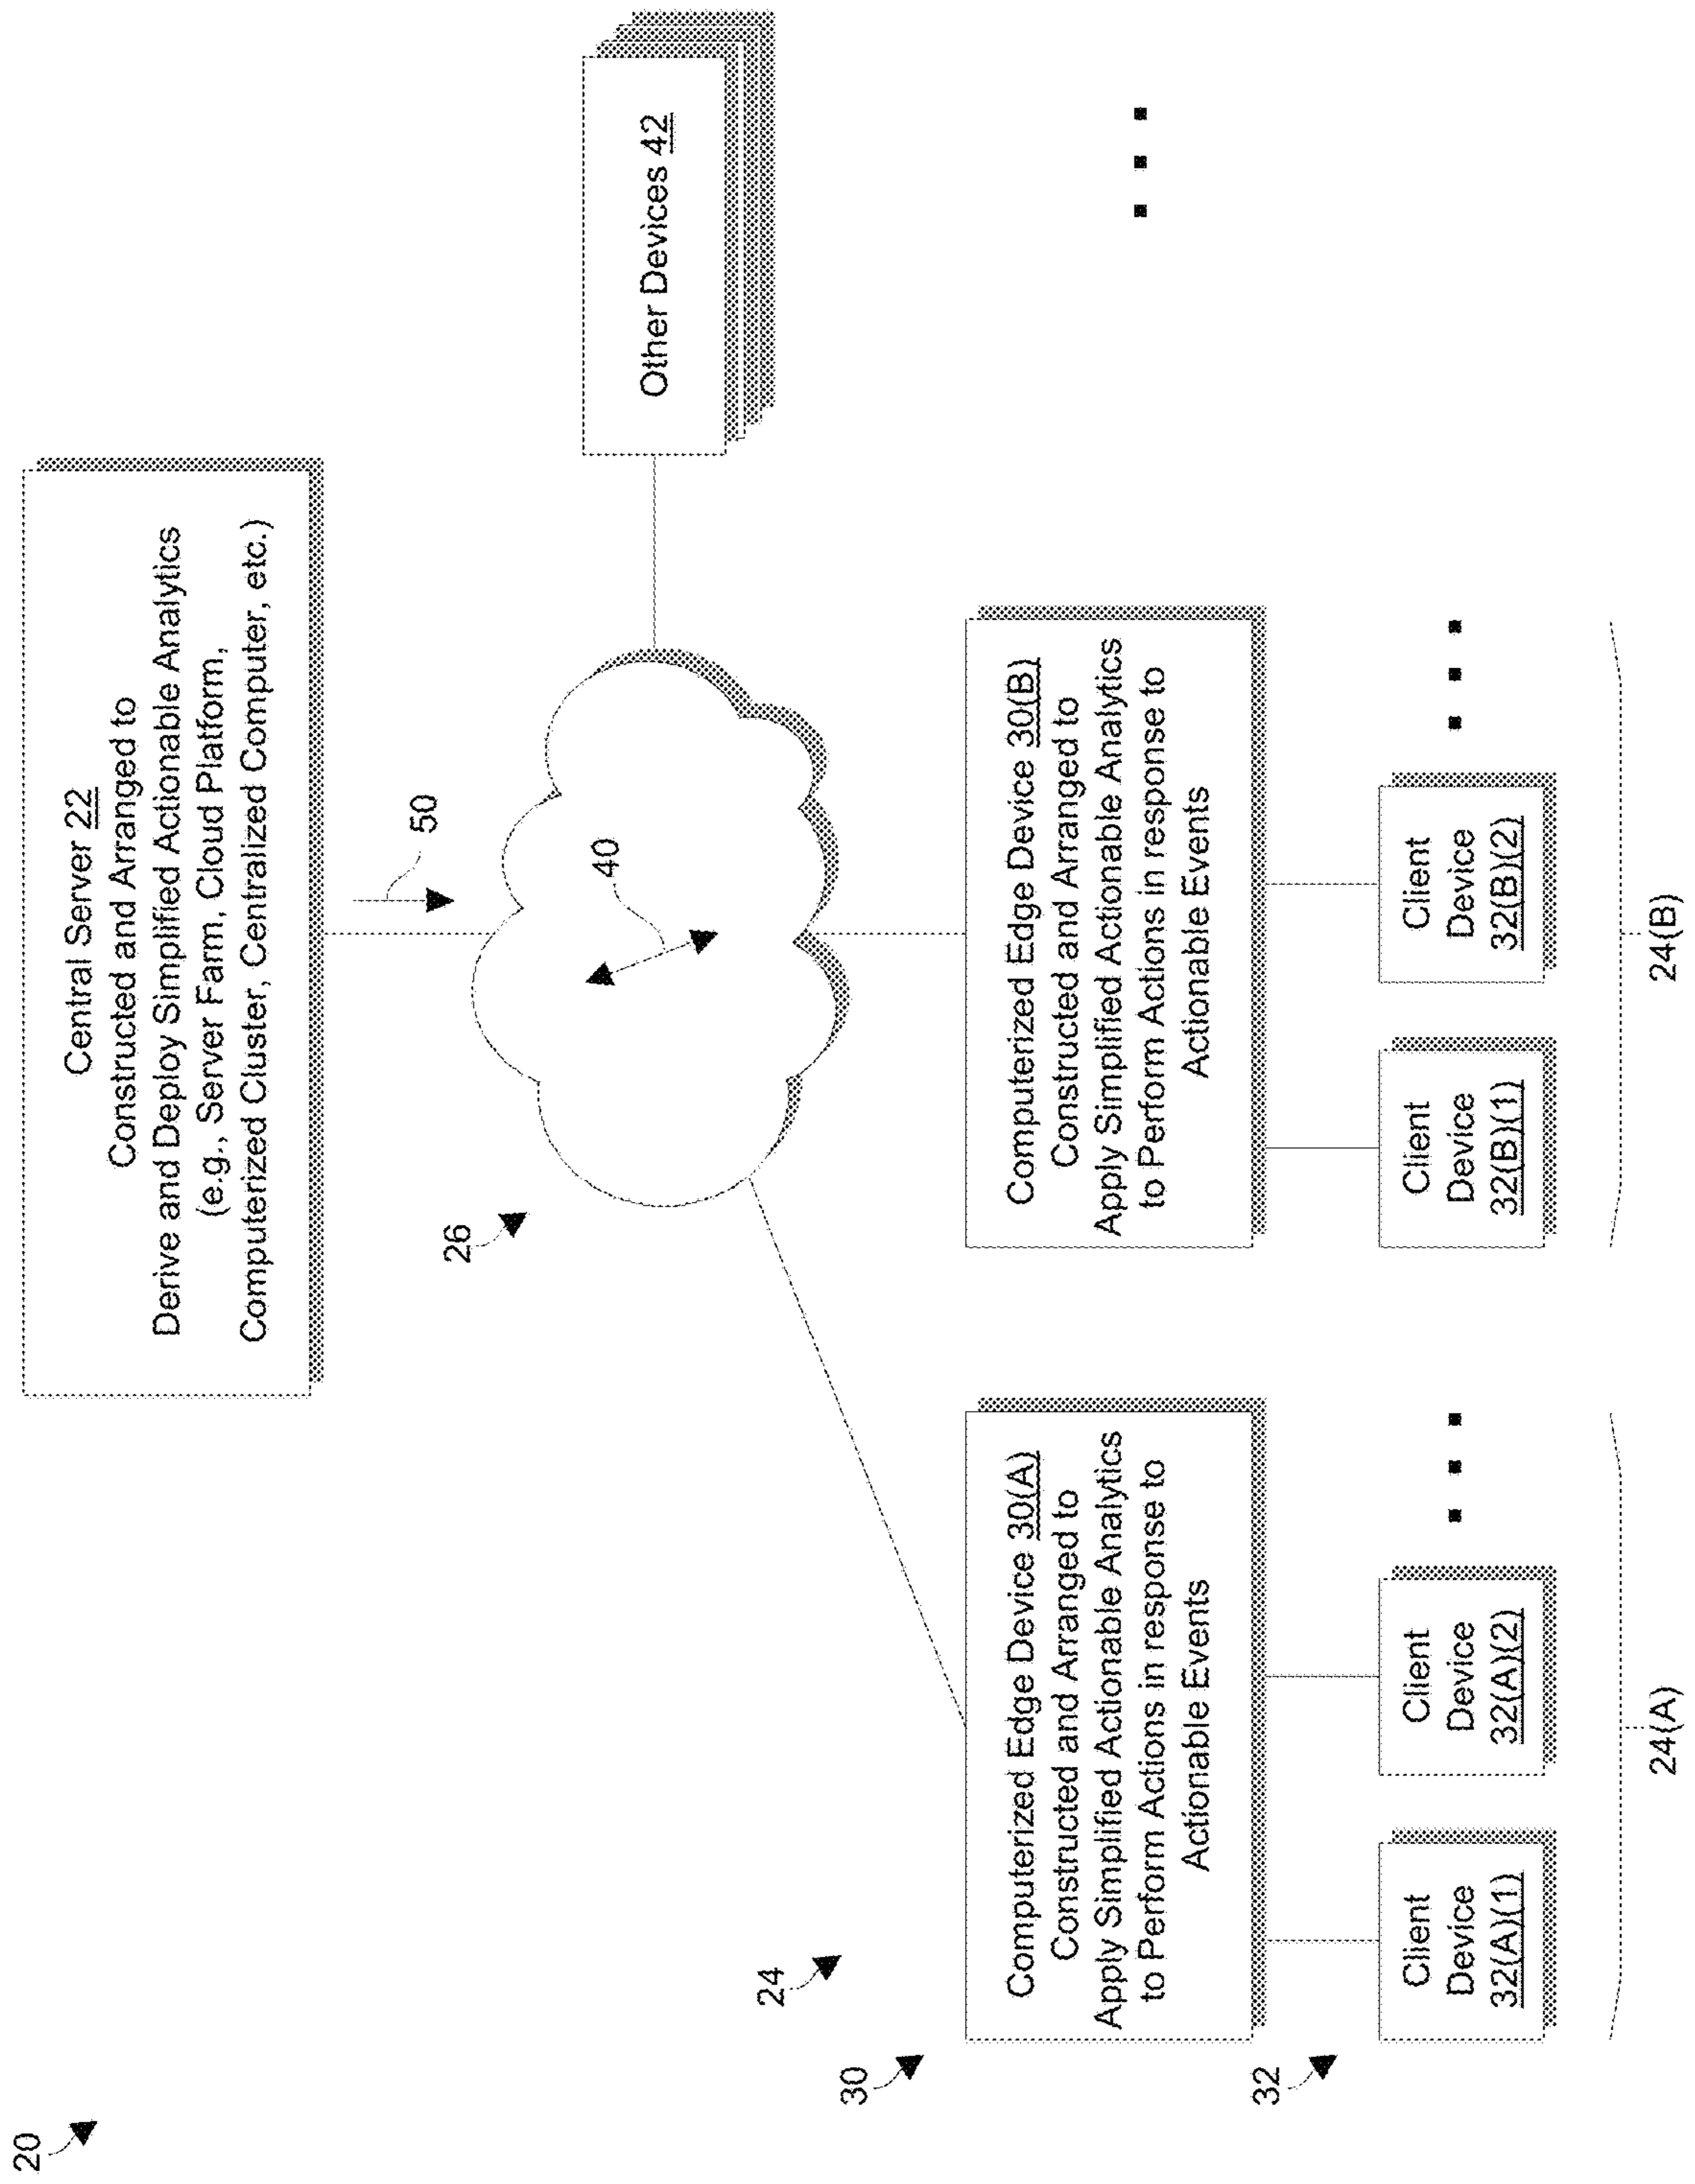 20
Central Server 22
Constructed and Arranged to
Derive and Deploy Simplified Actionable Analytics
(e.g., Server Farm, Cloud Platform,
Computerized Cluster, Centralized Computer, etc.)
50
26
40
Other Devices 42
24
30
Computerized Edge Device 30(A)
Constructed and Arranged to
Apply Simplified Actionable Analytics
to Perform Actions in response to
Actionable Events
Computerized Edge Device 30(B)
Constructed and Arranged to
Apply Simplified Actionable Analytics
to Perform Actions in response to
Actionable Events
32
Client
Device
32(A)(1)
Client
Device
32(A)(2)
Client
Device
32(B)(1)
Client
Device
32(B)(2)
24(A)
24(B)